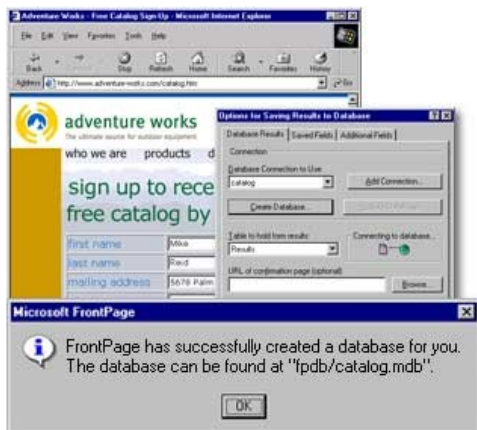 Adventure Works - Free Catalog Sign-Up - Microsoft Internet Explorer
File Edit View Favorites Tools Help
Back Stop Refresh Home Search Favorites History
Address http://www.adventure-works.com/catalog.htm Go
adventure works
The ultimate source for outdoor equipment.
who we are products
sign up to rece
free catalog by
first name Mike
last name Reid
mailing address 5678 Palm
Options for Saving Results to Database
Database Results Saved Fields Additional Fields
Connection
Database Connection to Use:
catalog
Add Connection...
Create Database...
Table to hold form results:
Results
Connecting to database...
URL of confirmation page (optional):
Browse...
Microsoft FrontPage
FrontPage has successfully created a database for you.
The database can be found at "fpdb/catalog.mdb".
OK